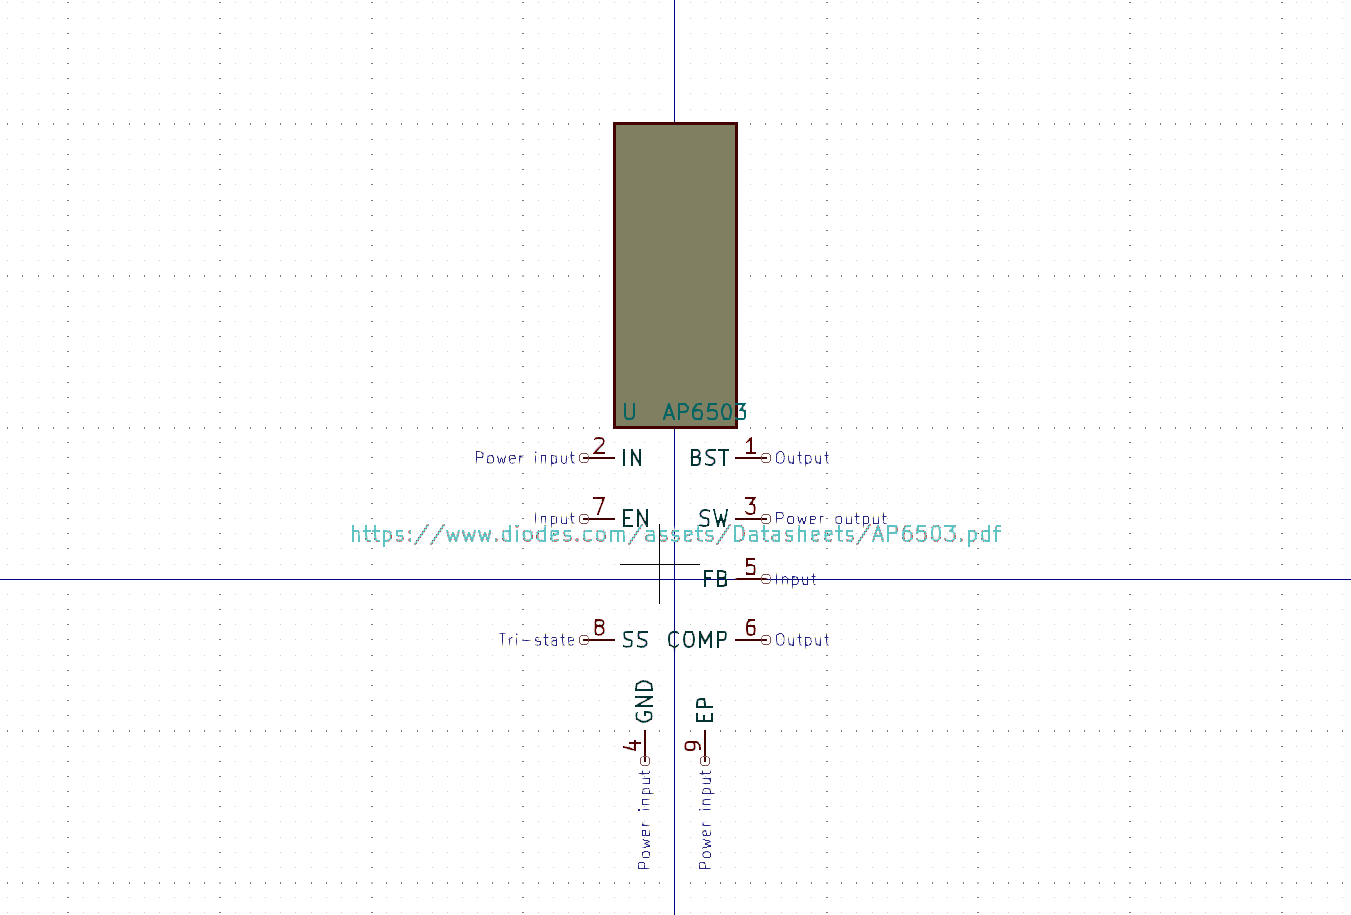 U AP6503
2 1
Power input IN BST Output
7 3
Input EN SW Power output
https://www.diodes.com/assets/Datasheets/AP6503.pdf
5
FB Input
8 6
Tri-state SS COMP Output
GND EP
4 9
Power input Power input